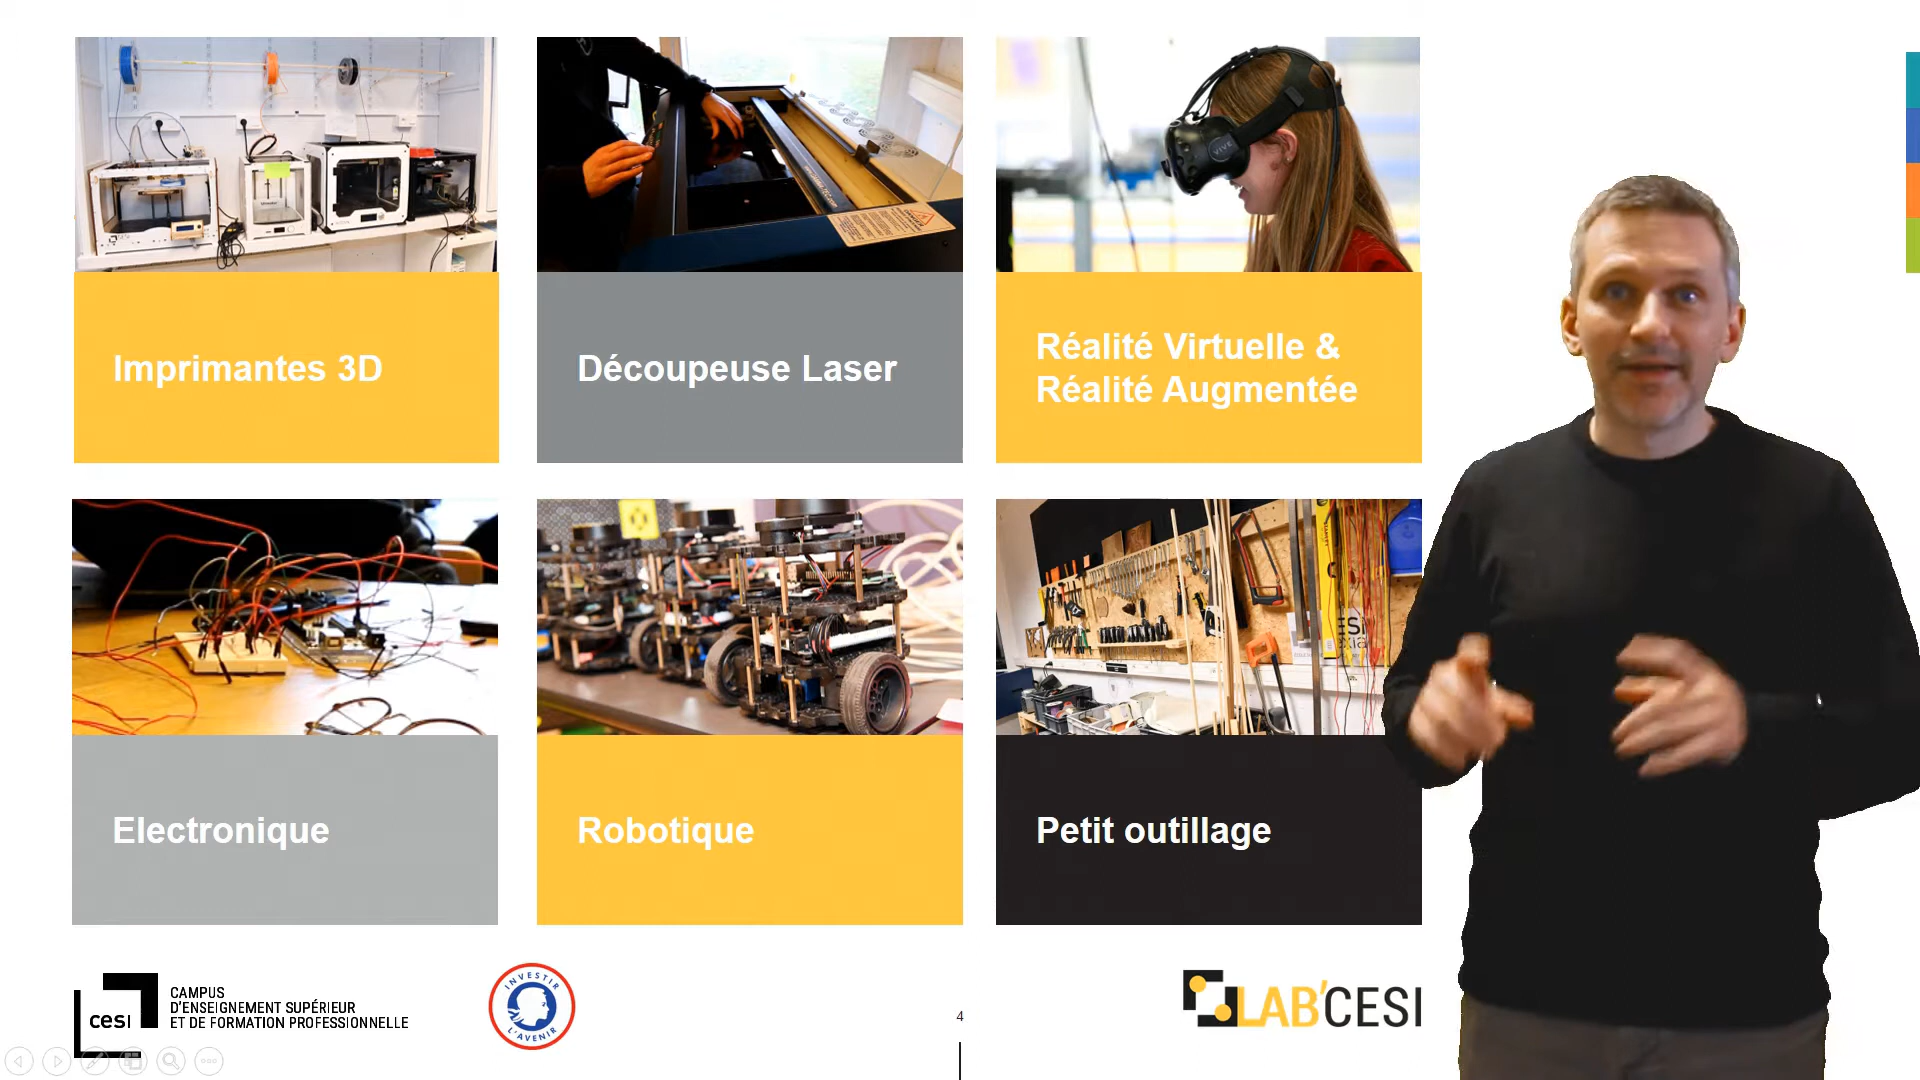 VIVE
Imprimantes 3D
Découpeuse Laser
Réalité Virtuelle &
Réalité Augmentée
Electronique
Robotique
Petit outillage
cesi
CAMPUS
D'ENSEIGNEMENT SUPÉRIEUR
ET DE FORMATION PROFESSIONNELLE
INVESTIR
L'AVENIR
4
LAB'CESI